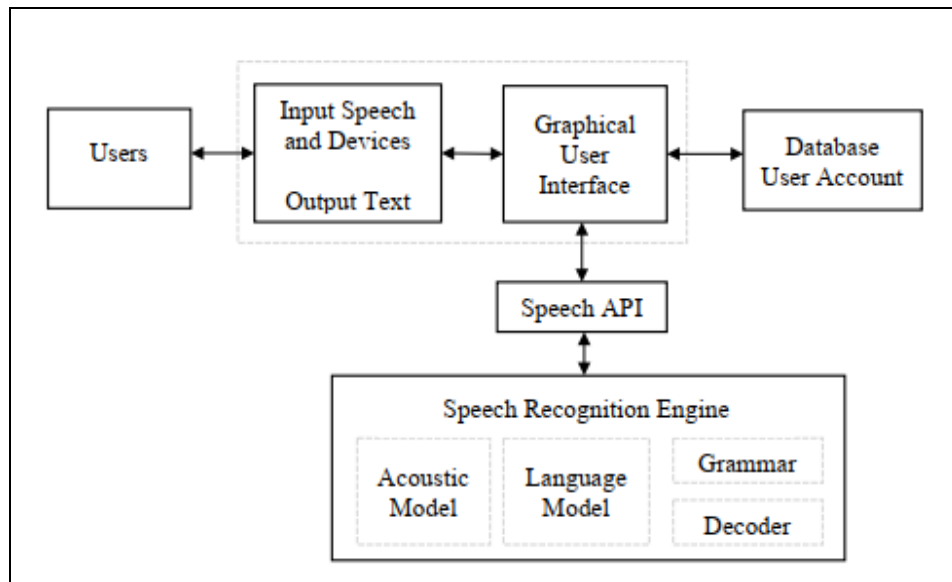 Users
Input Speech
and Devices
Output Text
Graphical
User
Interface
Database
User Account
Speech API
Speech Recognition Engine
Acoustic
Model
Language
Model
Grammar
Decoder